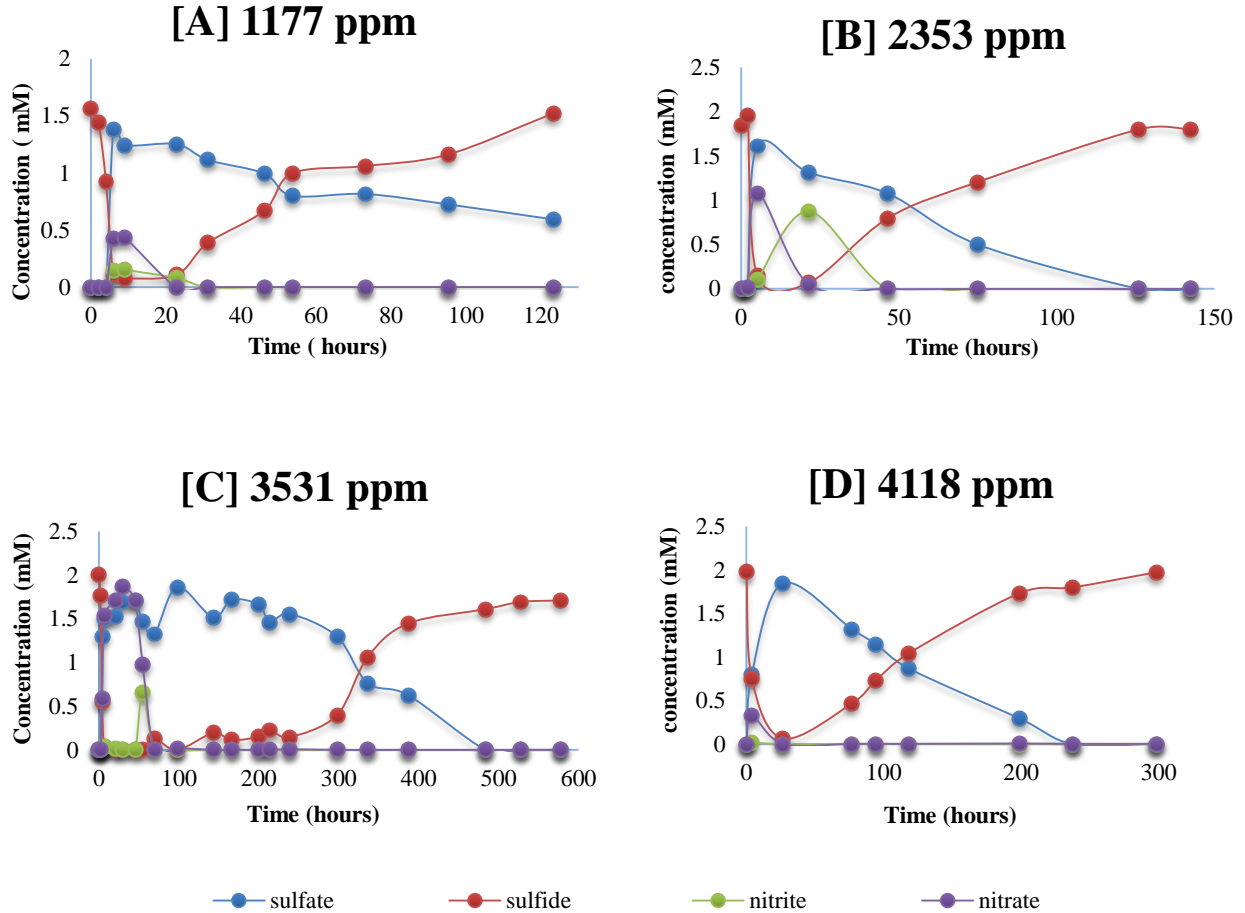 [A] 1177 ppm
2
1.5
1
0.5
0
Concentration ( mM)
0 20 40 60 80 100 120
Time ( hours)
[B] 2353 ppm
2.5
2
1.5
1
0.5
0
concentration (mM)
0 50 100 150
Time (hours)
[C] 3531 ppm
2.5
2
1.5
1
0.5
0
Concentration (mM)
0 100 200 300 400 500 600
Time (hours)
[D] 4118 ppm
2.5
2
1.5
1
0.5
0
concentration (mM)
0 100 200 300
Time (hours)
sulfate sulfide nitrite nitrate